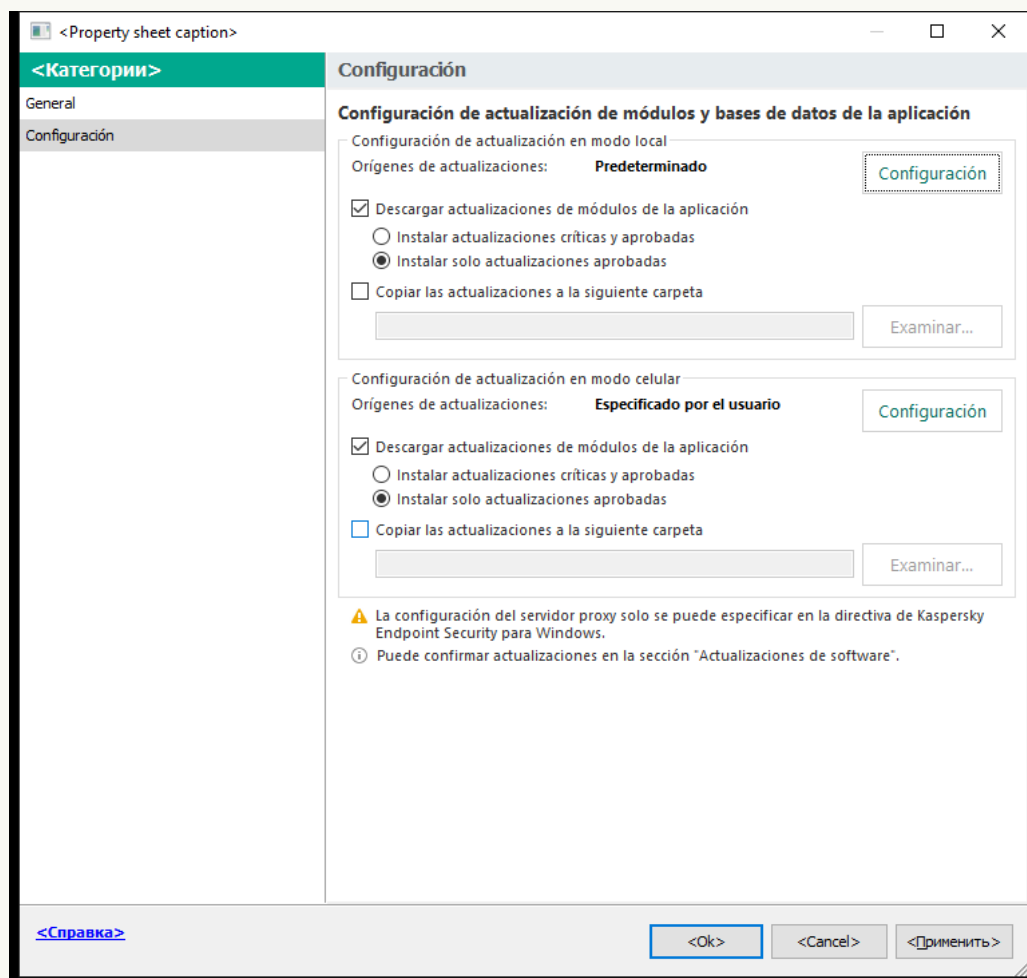 <Property sheet caption>
<Категории>
General
Configuración
Configuración
Configuración de actualización de módulos y bases de datos de la aplicación
Configuración de actualización en modo local
Orígenes de actualizaciones: Predeterminado
Configuración
Descargar actualizaciones de módulos de la aplicación
Instalar actualizaciones críticas y aprobadas
Instalar solo actualizaciones aprobadas
Copiar las actualizaciones a la siguiente carpeta
Examinar...
Configuración de actualización en modo celular
Orígenes de actualizaciones: Especificado por el usuario
Configuración
Descargar actualizaciones de módulos de la aplicación
Instalar actualizaciones críticas y aprobadas
Instalar solo actualizaciones aprobadas
Copiar las actualizaciones a la siguiente carpeta
Examinar...
La configuración del servidor proxy solo se puede especificar en la directiva de Kaspersky
Endpoint Security para Windows.
Puede confirmar actualizaciones en la sección "Actualizaciones de software".
<Справка>
<Ok> <Cancel> <Применить>